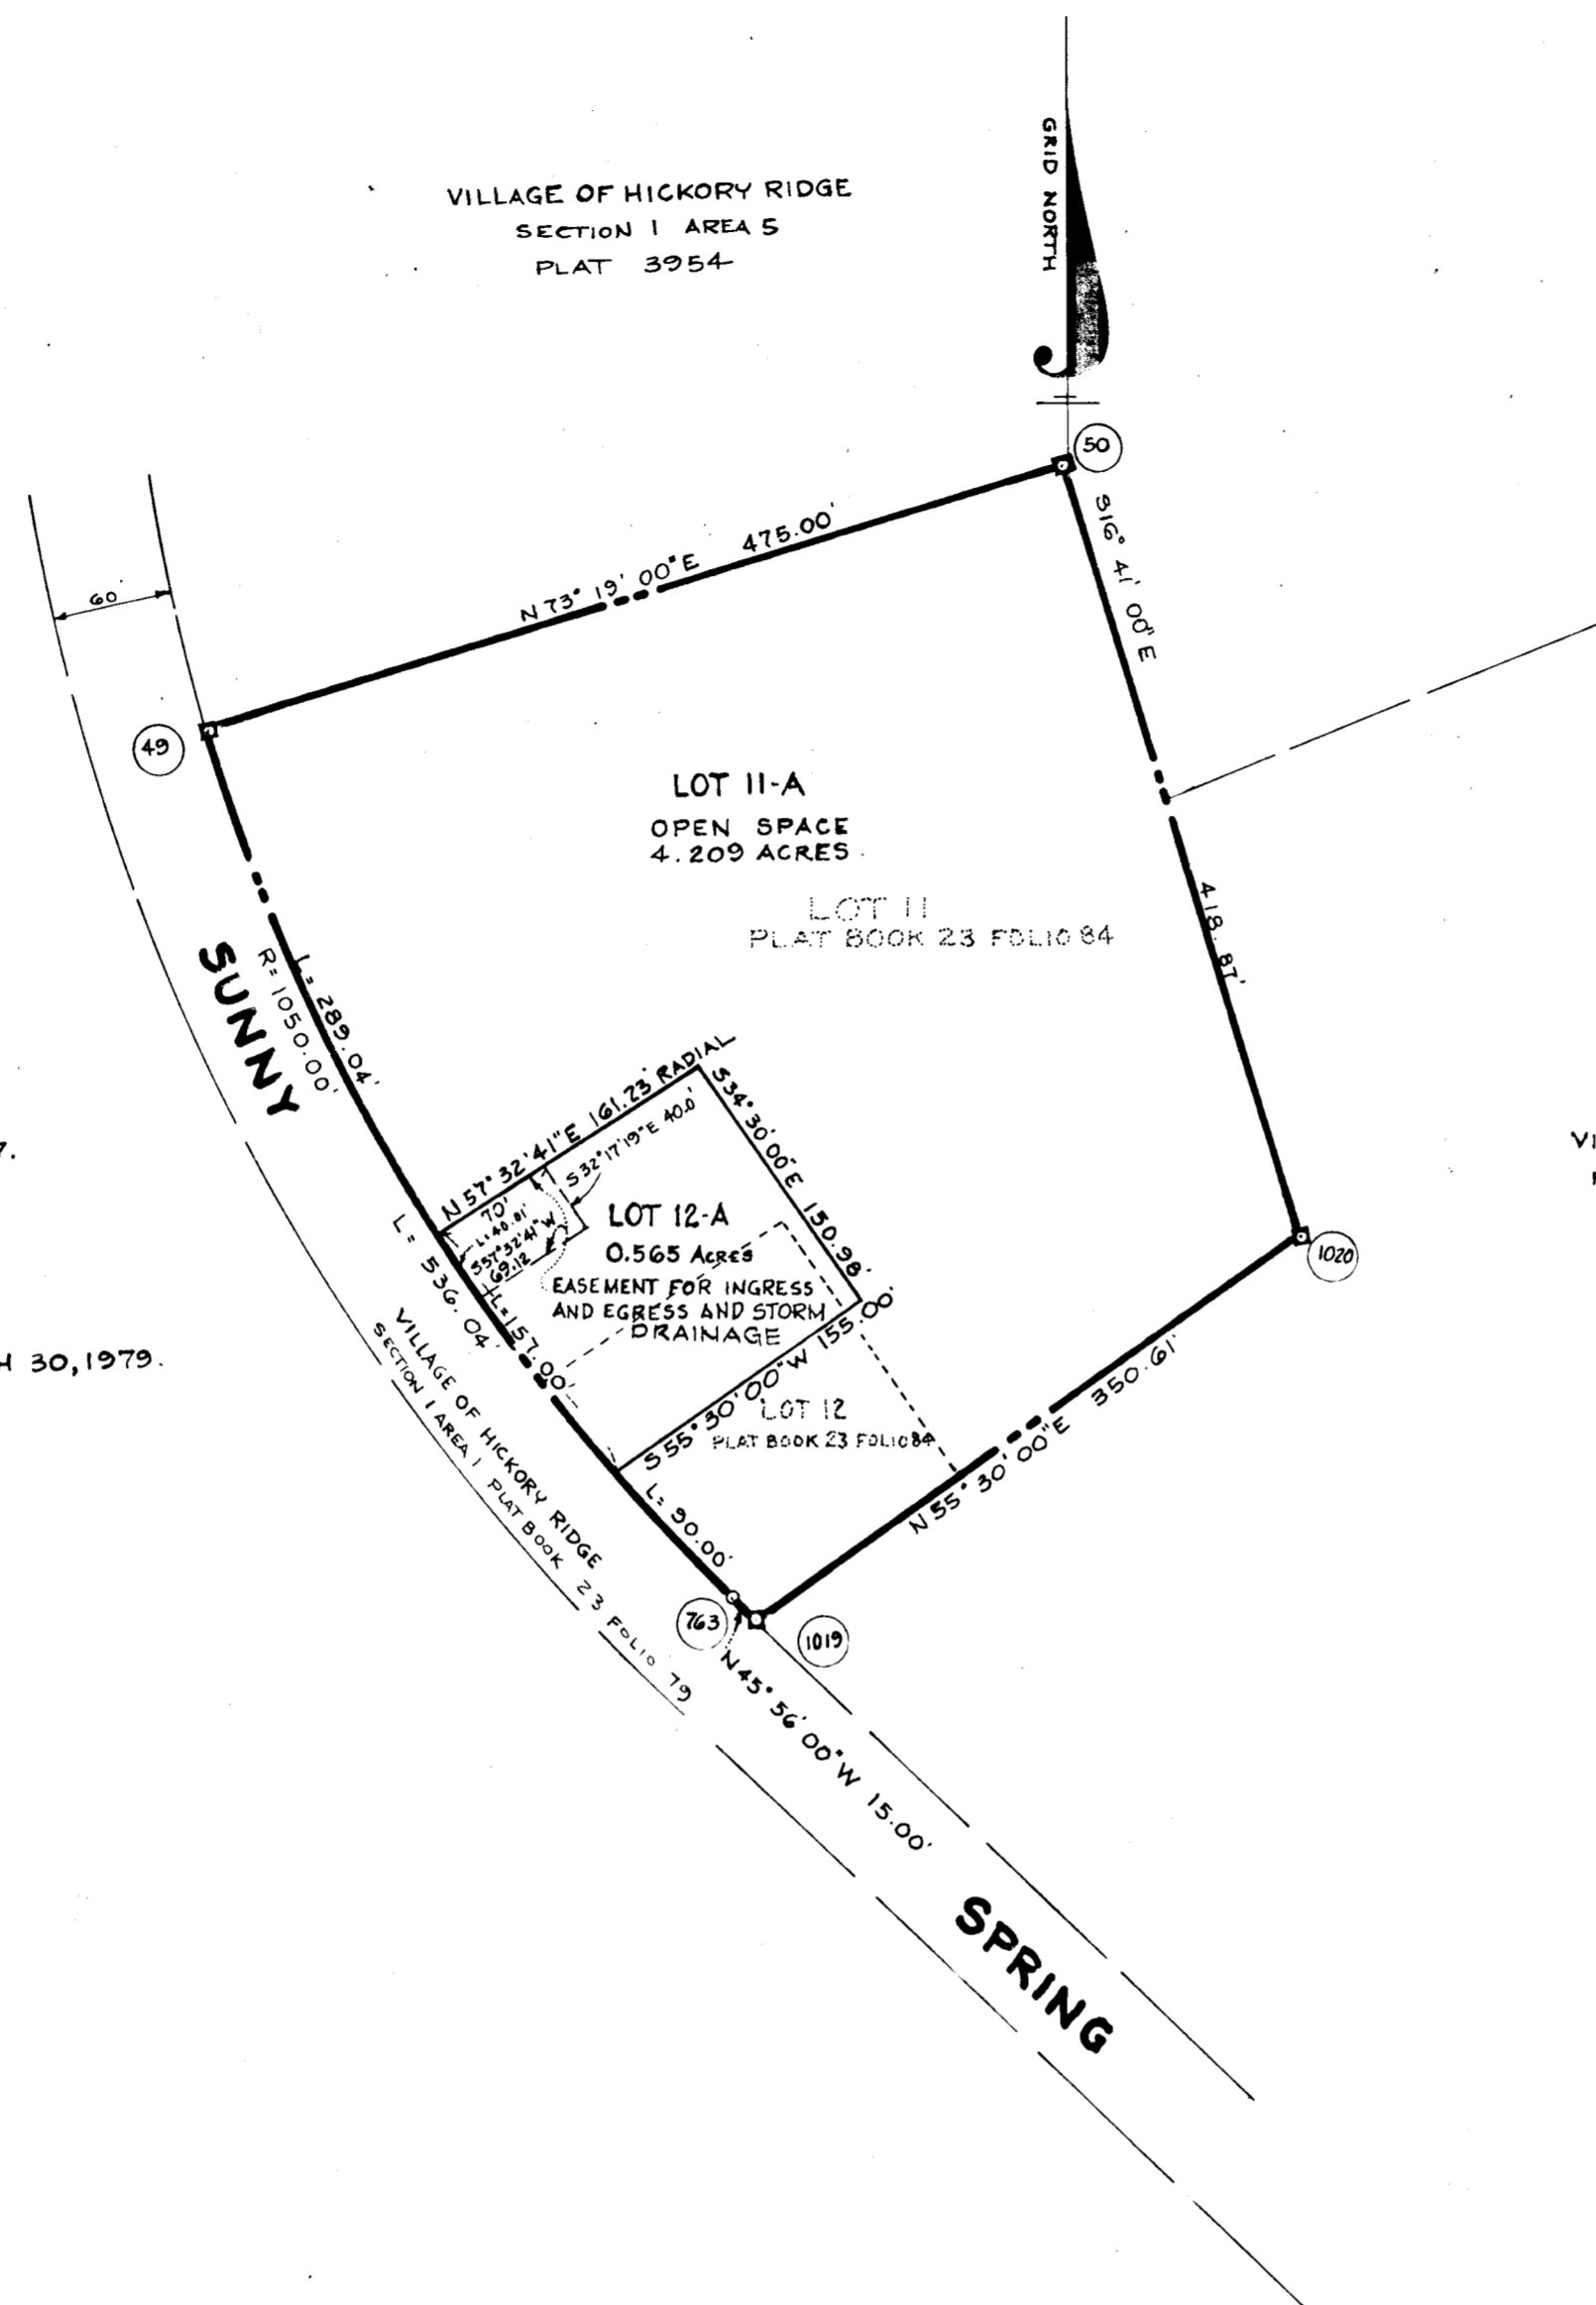 GRID NORTH
VILLAGE OF HICKORY RIDGE
SECTION 1 AREA 5
PLAT 3954
50
N 73° 19' 00" E 475.00'
S16° 41' 00" E
418.87'
60'
49
LOT 11-A
OPEN SPACE
4.209 ACRES
LOT 11
PLAT BOOK 23 FOLIO 84
SUNNY
R= 1050.00'
L= 289.04'
N 57° 32' 41" E 161.23' RADIAL
S 32° 17' 19" E 40.0'
S34° 30' 00" E 150.98'
70'
L=40.01'
S57° 32' 41" W
69.12
LOT 12-A
0.565 ACRES
EASEMENT FOR INGRESS
AND EGRESS AND STORM
DRAINAGE
L=157.00'
L= 536.04'
S 55° 30' 00" W 155.00'
LOT 12
PLAT BOOK 23 FOLIO 84
1020
N 55° 30' 00" E 350.61'
L= 90.00'
VILLAGE OF HICKORY RIDGE
SECTION 1 AREA 1 PLAT BOOK 23 FOLIO 79
763
1019
N45° 56' 00" W 15.00'
SPRING
7.
H 30, 1979.